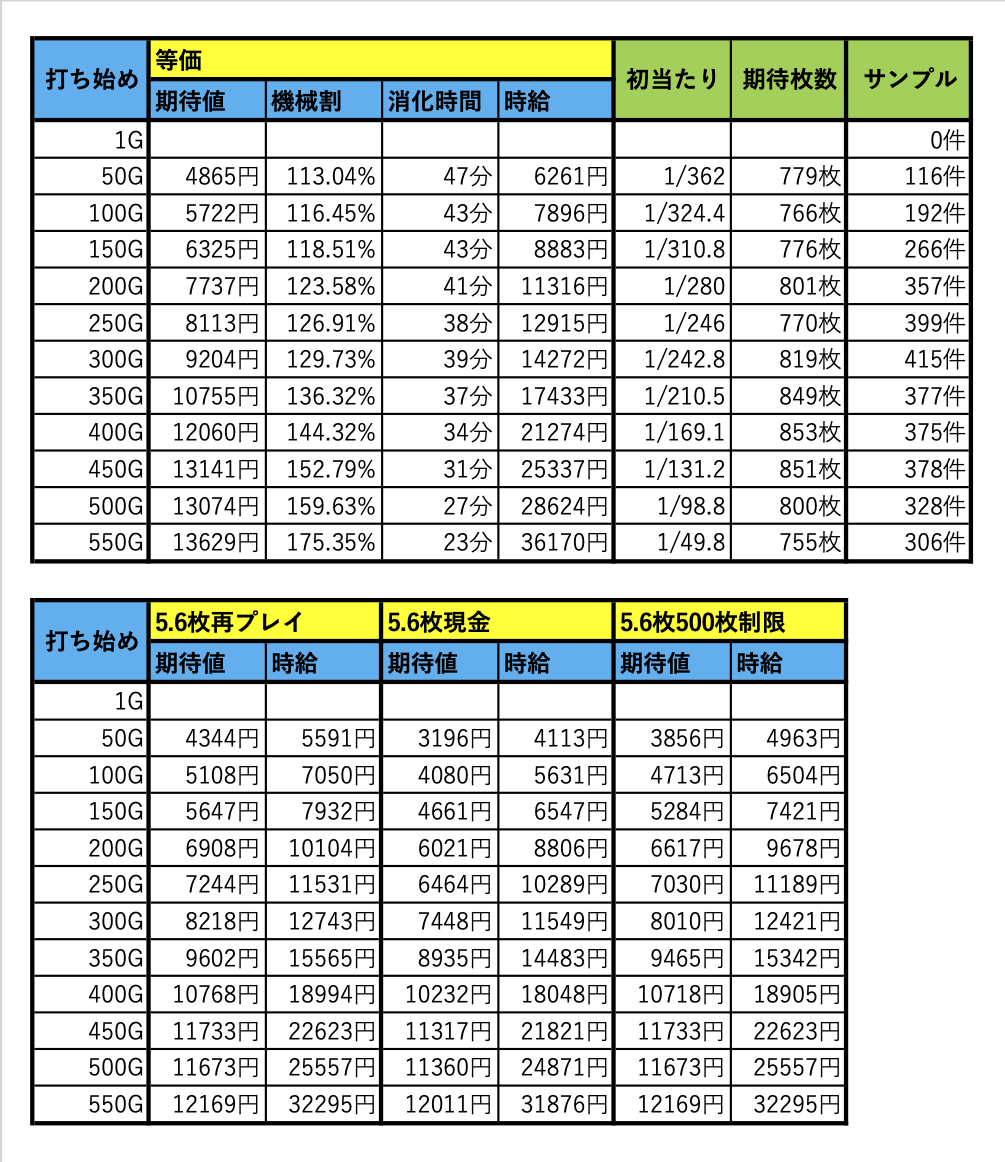 打ち始め 等価 初当たり 期待枚数 サンプル
期待値 機械割 消化時間 時給
1G 0件
50G 4865円 113.04% 47分 6261円 1/362 779枚 116件
100G 5722円 116.45% 43分 7896円 1/324.4 766枚 192件
150G 6325円 118.51% 43分 8883円 1/310.8 776枚 266件
200G 7737円 123.58% 41分 11316円 1/280 801枚 357件
250G 8113円 126.91% 38分 12915円 1/246 770枚 399件
300G 9204円 129.73% 39分 14272円 1/242.8 819枚 415件
350G 10755円 136.32% 37分 17433円 1/210.5 849枚 377件
400G 12060円 144.32% 34分 21274円 1/169.1 853枚 375件
450G 13141円 152.79% 31分 25337円 1/131.2 851枚 378件
500G 13074円 159.63% 27分 28624円 1/98.8 800枚 328件
550G 13629円 175.35% 23分 36170円 1/49.8 755枚 306件
打ち始め 5.6枚再プレイ 5.6枚現金 5.6枚500枚制限
期待値 時給 期待値 時給 期待値 時給
1G
50G 4344円 5591円 3196円 4113円 3856円 4963円
100G 5108円 7050円 4080円 5631円 4713円 6504円
150G 5647円 7932円 4661円 6547円 5284円 7421円
200G 6908円 10104円 6021円 8806円 6617円 9678円
250G 7244円 11531円 6464円 10289円 7030円 11189円
300G 8218円 12743円 7448円 11549円 8010円 12421円
350G 9602円 15565円 8935円 14483円 9465円 15342円
400G 10768円 18994円 10232円 18048円 10718円 18905円
450G 11733円 22623円 11317円 21821円 11733円 22623円
500G 11673円 25557円 11360円 24871円 11673円 25557円
550G 12169円 32295円 12011円 31876円 12169円 32295円